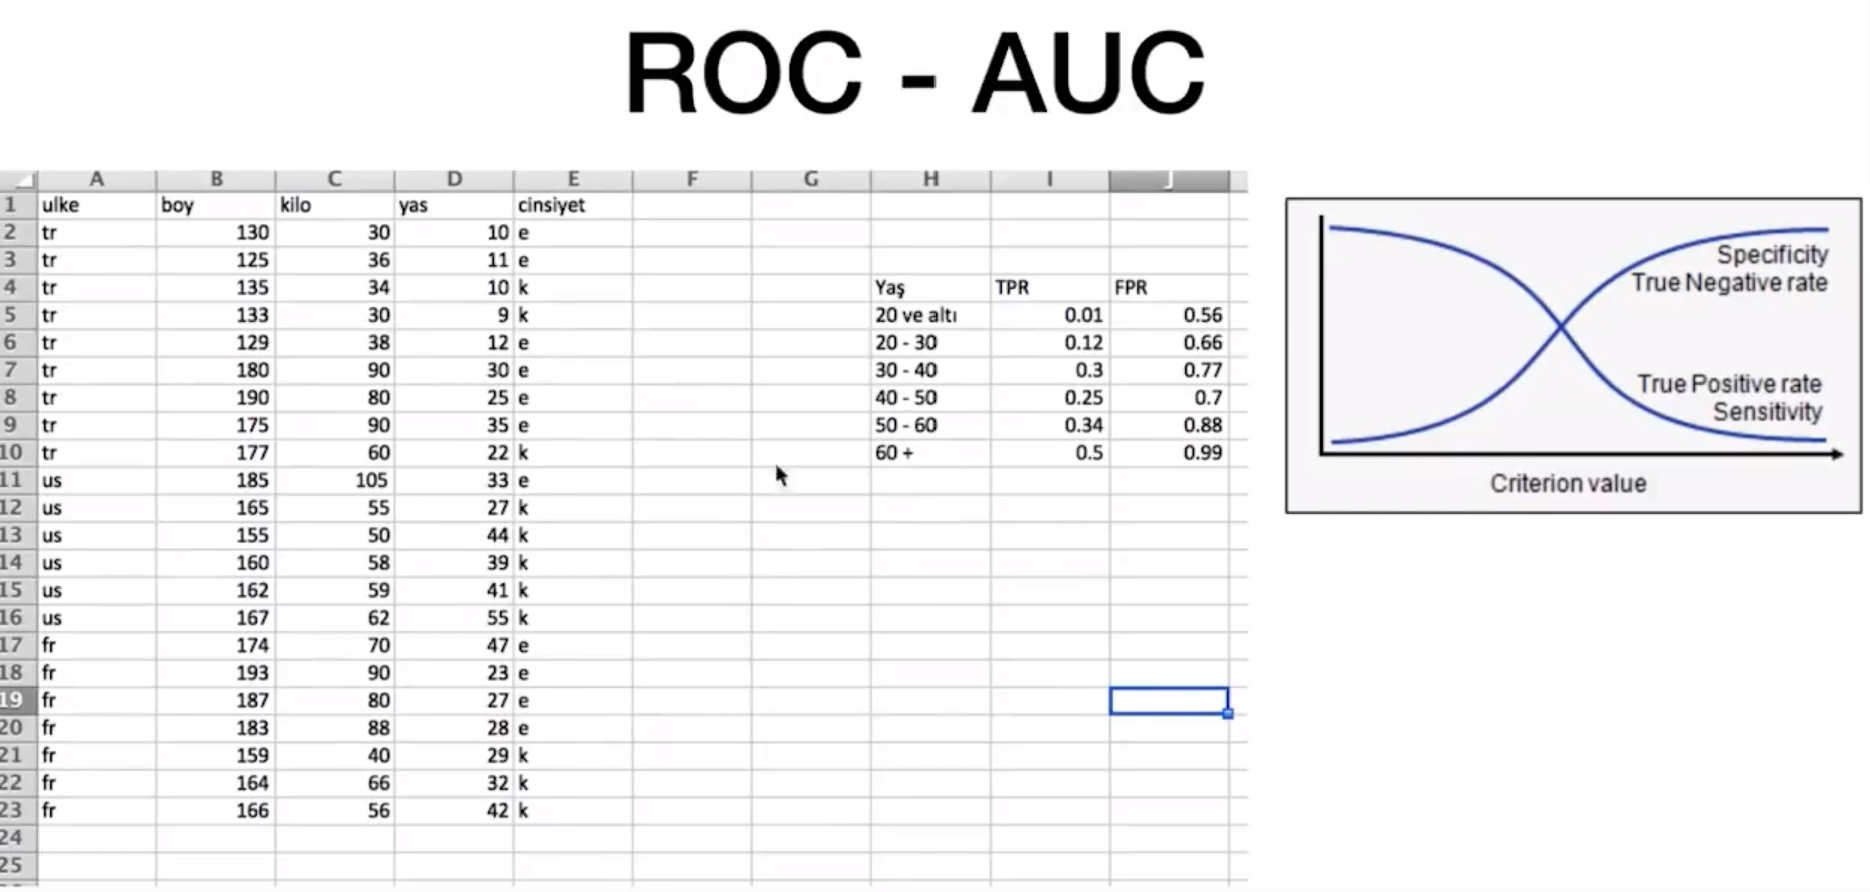 ROC - AUC
A B C D E F G H I J
1 ulke boy kilo yas cinsiyet
2 tr 130 30 10 e
3 tr 125 36 11 e
4 tr 135 34 10 k Yaş TPR FPR
5 tr 133 30 9 k 20 ve altı 0.01 0.56
6 tr 129 38 12 e 20 - 30 0.12 0.66
7 tr 180 90 30 e 30 - 40 0.3 0.77
8 tr 190 80 25 e 40 - 50 0.25 0.7
9 tr 175 90 35 e 50 - 60 0.34 0.88
10 tr 177 60 22 k 60 + 0.5 0.99
11 us 185 105 33 e
12 us 165 55 27 k
13 us 155 50 44 k
14 us 160 58 39 k
15 us 162 59 41 k
16 us 167 62 55 k
17 fr 174 70 47 e
18 fr 193 90 23 e
19 fr 187 80 27 e
20 fr 183 88 28 e
21 fr 159 40 29 k
22 fr 164 66 32 k
23 fr 166 56 42 k
24
25
Specificity
True Negative rate
True Positive rate
Sensitivity
Criterion value